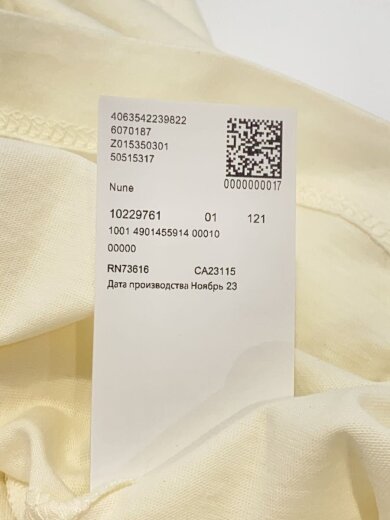 4063542239822
6070187
Z015350301
50515317
Nune
0000000017
10229761 01 121
1001 4901455914 00010
00000
RN73616 CA23115
Дата производства Ноябрь 23